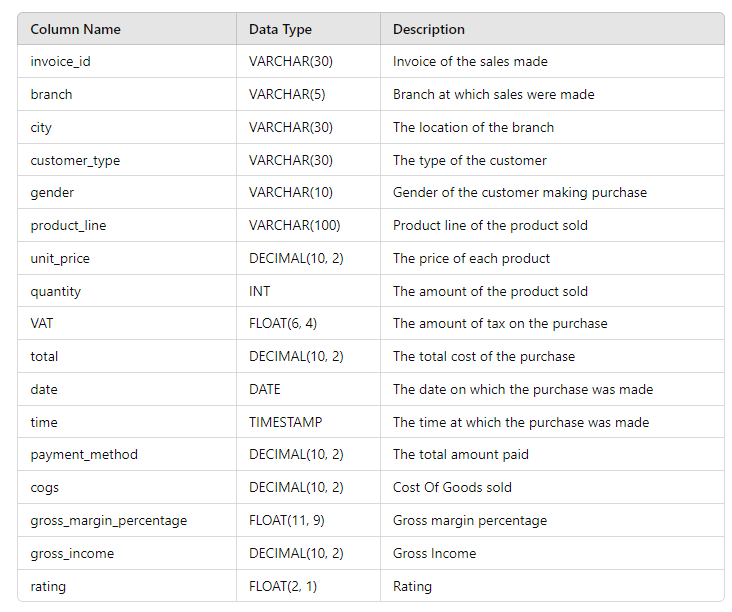 Column Name Data Type Description
invoice_id VARCHAR(30) Invoice of the sales made
branch VARCHAR(5) Branch at which sales were made
city VARCHAR(30) The location of the branch
customer_type VARCHAR(30) The type of the customer
gender VARCHAR(10) Gender of the customer making purchase
product_line VARCHAR(100) Product line of the product sold
unit_price DECIMAL(10, 2) The price of each product
quantity INT The amount of the product sold
VAT FLOAT(6, 4) The amount of tax on the purchase
total DECIMAL(10, 2) The total cost of the purchase
date DATE The date on which the purchase was made
time TIMESTAMP The time at which the purchase was made
payment_method DECIMAL(10, 2) The total amount paid
cogs DECIMAL(10, 2) Cost Of Goods sold
gross_margin_percentage FLOAT(11, 9) Gross margin percentage
gross_income DECIMAL(10, 2) Gross Income
rating FLOAT(2, 1) Rating